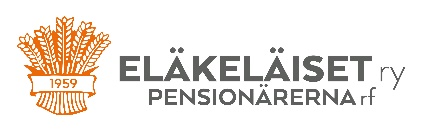 1959
ELÄKELÄISET ry
PENSIONÄRERNA rf